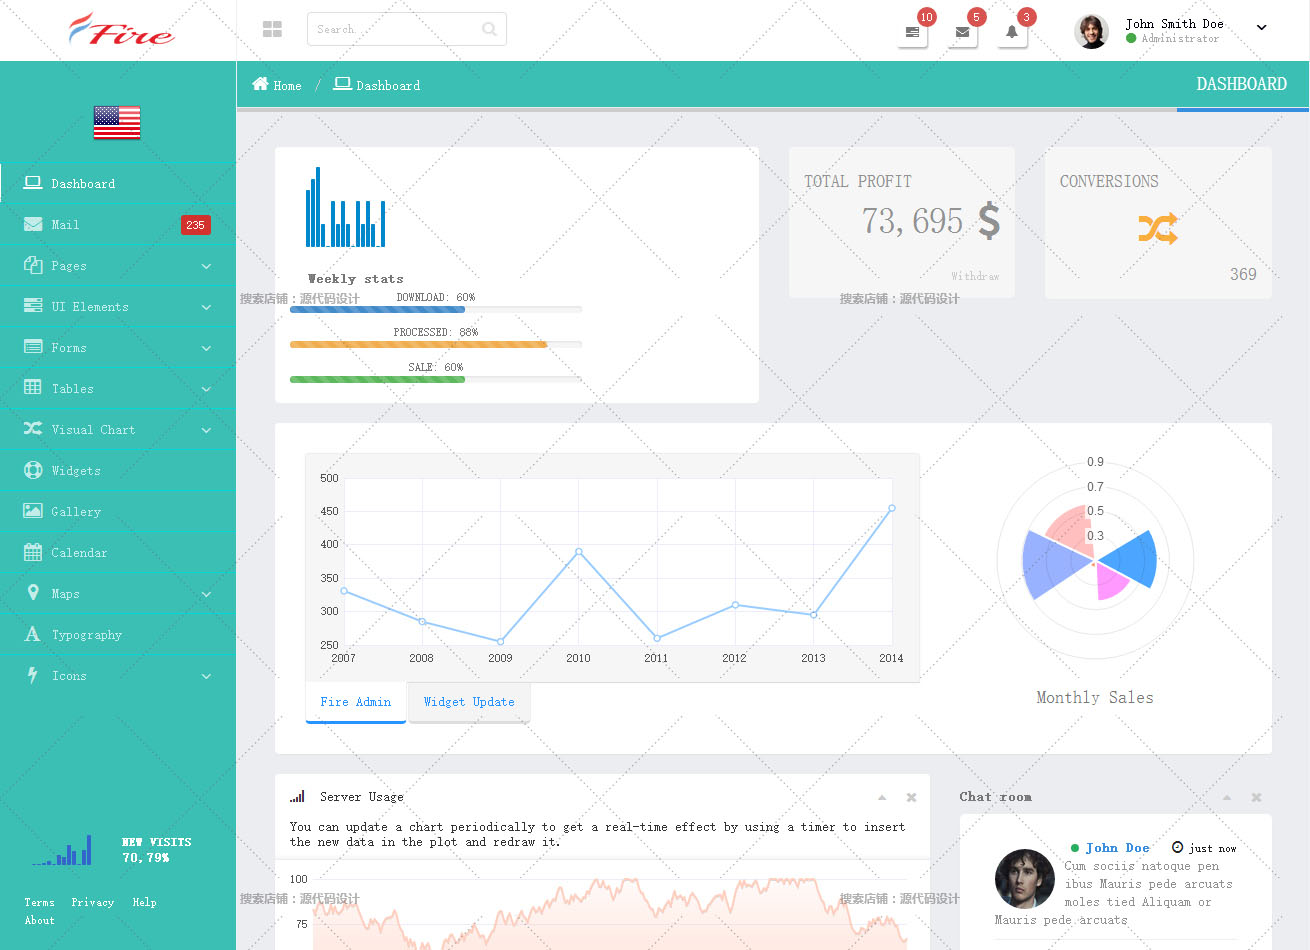 Fire
Search...
10
5
3
John Smith Doe
Administrator
Home / Dashboard
DASHBOARD
Dashboard
Mail 235
Pages
UI Elements
Forms
Tables
Visual Chart
Widgets
Gallery
Calendar
Maps
Typography
Icons
NEW VISITS
70,79%
Terms Privacy Help
About
Weekly stats
DOWNLOAD: 60%
PROCESSED: 88%
SALE: 60%
TOTAL PROFIT
73,695 $
Withdraw
CONVERSIONS
369
搜索店铺：源代码设计
搜索店铺：源代码设计
500
450
400
350
300
250
2007 2008 2009 2010 2011 2012 2013 2014
Fire Admin Widget Update
0.9
0.7
0.5
0.3
Monthly Sales
Server Usage
You can update a chart periodically to get a real-time effect by using a timer to insert
the new data in the plot and redraw it.
100
75
搜索店铺：源代码设计
搜索店铺：源代码设计
Chat room
John Doe just now
Cum sociis natoque pen
ibus Mauris pede arcuats
moles tied Aliquam or
Mauris pede arcuats